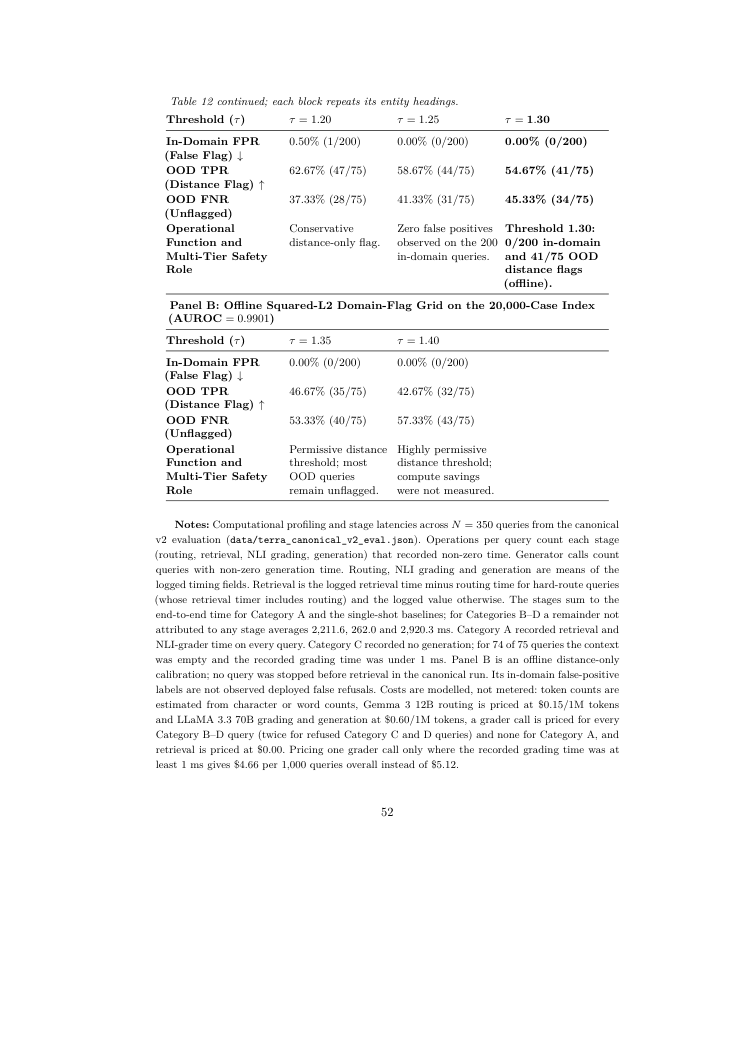 Table 12 continued; each block repeats its entity headings.
Threshold (τ) τ = 1.20 τ = 1.25 τ = 1.30
In-Domain FPR 0.50% (1/200) 0.00% (0/200) 0.00% (0/200)
(False Flag) ↓
OOD TPR 62.67% (47/75) 58.67% (44/75) 54.67% (41/75)
(Distance Flag) ↑
OOD FNR 37.33% (28/75) 41.33% (31/75) 45.33% (34/75)
(Unflagged)
Operational Conservative Zero false positives Threshold 1.30:
Function and distance-only flag. observed on the 200 0/200 in-domain
Multi-Tier Safety in-domain queries. and 41/75 OOD
Role distance flags
(offline).
Panel B: Offline Squared-L2 Domain-Flag Grid on the 20,000-Case Index
(AUROC = 0.9901)
Threshold (τ) τ = 1.35 τ = 1.40
In-Domain FPR 0.00% (0/200) 0.00% (0/200)
(False Flag) ↓
OOD TPR 46.67% (35/75) 42.67% (32/75)
(Distance Flag) ↑
OOD FNR 53.33% (40/75) 57.33% (43/75)
(Unflagged)
Operational Permissive distance Highly permissive
Function and threshold; most distance threshold;
Multi-Tier Safety OOD queries compute savings
Role remain unflagged. were not measured.
Notes: Computational profiling and stage latencies across N = 350 queries from the canonical
v2 evaluation (data/terra_canonical_v2_eval.json). Operations per query count each stage
(routing, retrieval, NLI grading, generation) that recorded non-zero time. Generator calls count
queries with non-zero generation time. Routing, NLI grading and generation are means of the
logged timing fields. Retrieval is the logged retrieval time minus routing time for hard-route queries
(whose retrieval timer includes routing) and the logged value otherwise. The stages sum to the
end-to-end time for Category A and the single-shot baselines; for Categories B–D a remainder not
attributed to any stage averages 2,211.6, 262.0 and 2,920.3 ms. Category A recorded retrieval and
NLI-grader time on every query. Category C recorded no generation; for 74 of 75 queries the context
was empty and the recorded grading time was under 1 ms. Panel B is an offline distance-only
calibration; no query was stopped before retrieval in the canonical run. Its in-domain false-positive
labels are not observed deployed false refusals. Costs are modelled, not metered: token counts are
estimated from character or word counts, Gemma 3 12B routing is priced at $0.15/1M tokens
and LLaMA 3.3 70B grading and generation at $0.60/1M tokens, a grader call is priced for every
Category B–D query (twice for refused Category C and D queries) and none for Category A, and
retrieval is priced at $0.00. Pricing one grader call only where the recorded grading time was at
least 1 ms gives $4.66 per 1,000 queries overall instead of $5.12.
52